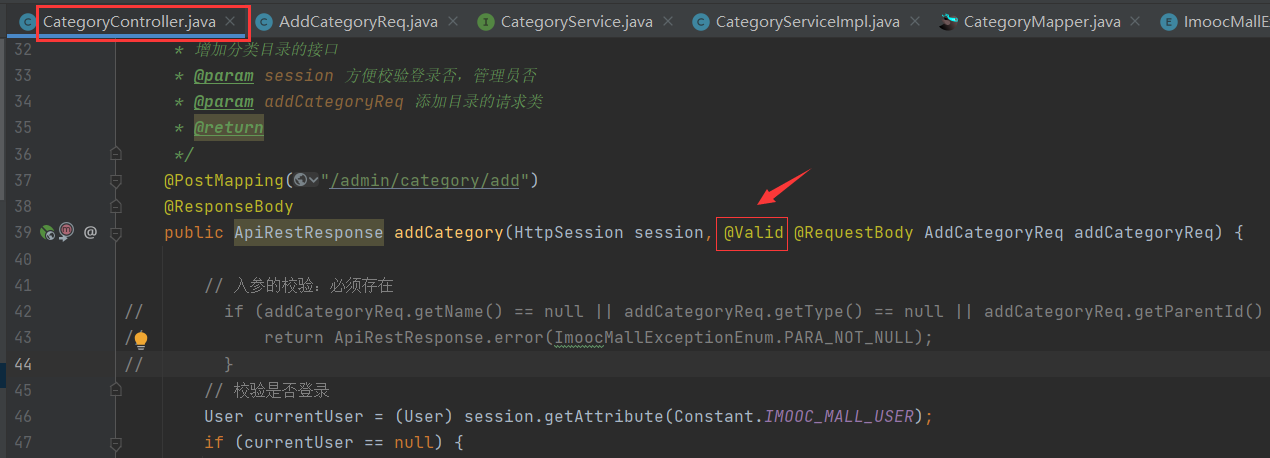 CategoryController.java × AddCategoryReq.java × CategoryService.java × CategoryServiceImpl.java × CategoryMapper.java × ImoocMallE
32 * 增加分类目录的接口
33 * @param session 方便校验登录否，管理员否
34 * @param addCategoryReq 添加目录的请求类
35 * @return
36 */
37 @PostMapping("/admin/category/add")
38 @ResponseBody
39 public ApiRestResponse addCategory(HttpSession session, @Valid @RequestBody AddCategoryReq addCategoryReq) {
40
41 // 入参的校验：必须存在
42 // if (addCategoryReq.getName() == null || addCategoryReq.getType() == null || addCategoryReq.getParentId()
43 / return ApiRestResponse.error(ImoocMallExceptionEnum.PARA_NOT_NULL);
44 // }
45 // 校验是否登录
46 User currentUser = (User) session.getAttribute(Constant.IMOOC_MALL_USER);
47 if (currentUser == null) {